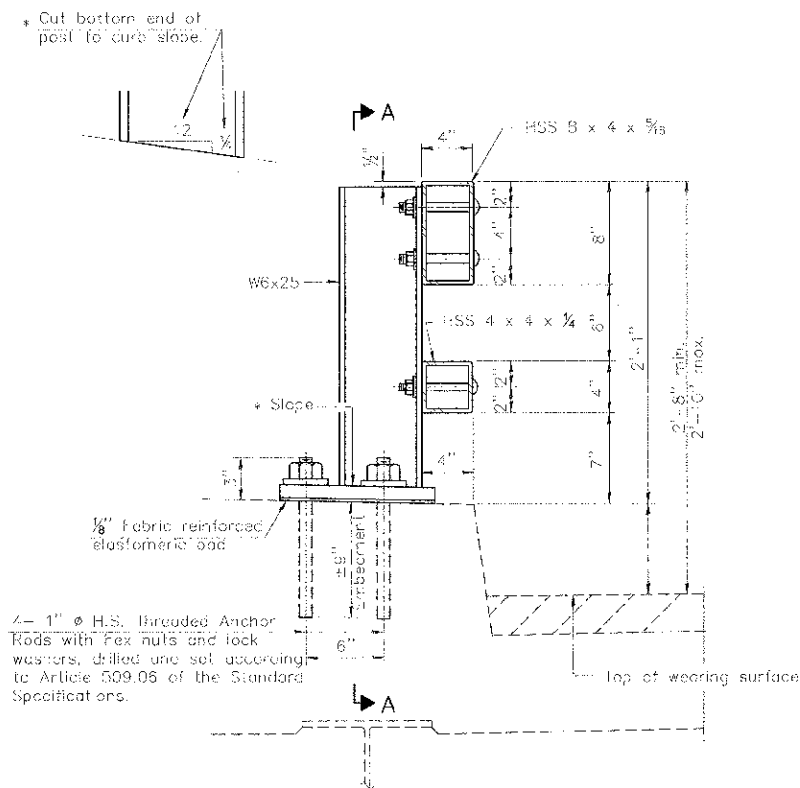 * Cut bottom end of
post to curb slope.
12
A
4"
HSS 8 x 4 x 5/16
½"
2"
4"
2"
8"
W6x25
HSS 4 x 4 x ¼
6"
2'-1"
2'-8" min.
2'-10" max.
2"
2"
4"
* Slope
4"
7"
⅛" Fabric reinforced
elastomeric pad
±9"
Embedment
4- 1" ø H.S. Threaded Anchor
Rods with hex nuts and lock
washers, drilled and set according
to Article 509.06 of the Standard
Specifications.
6"
Top of wearing surface
A